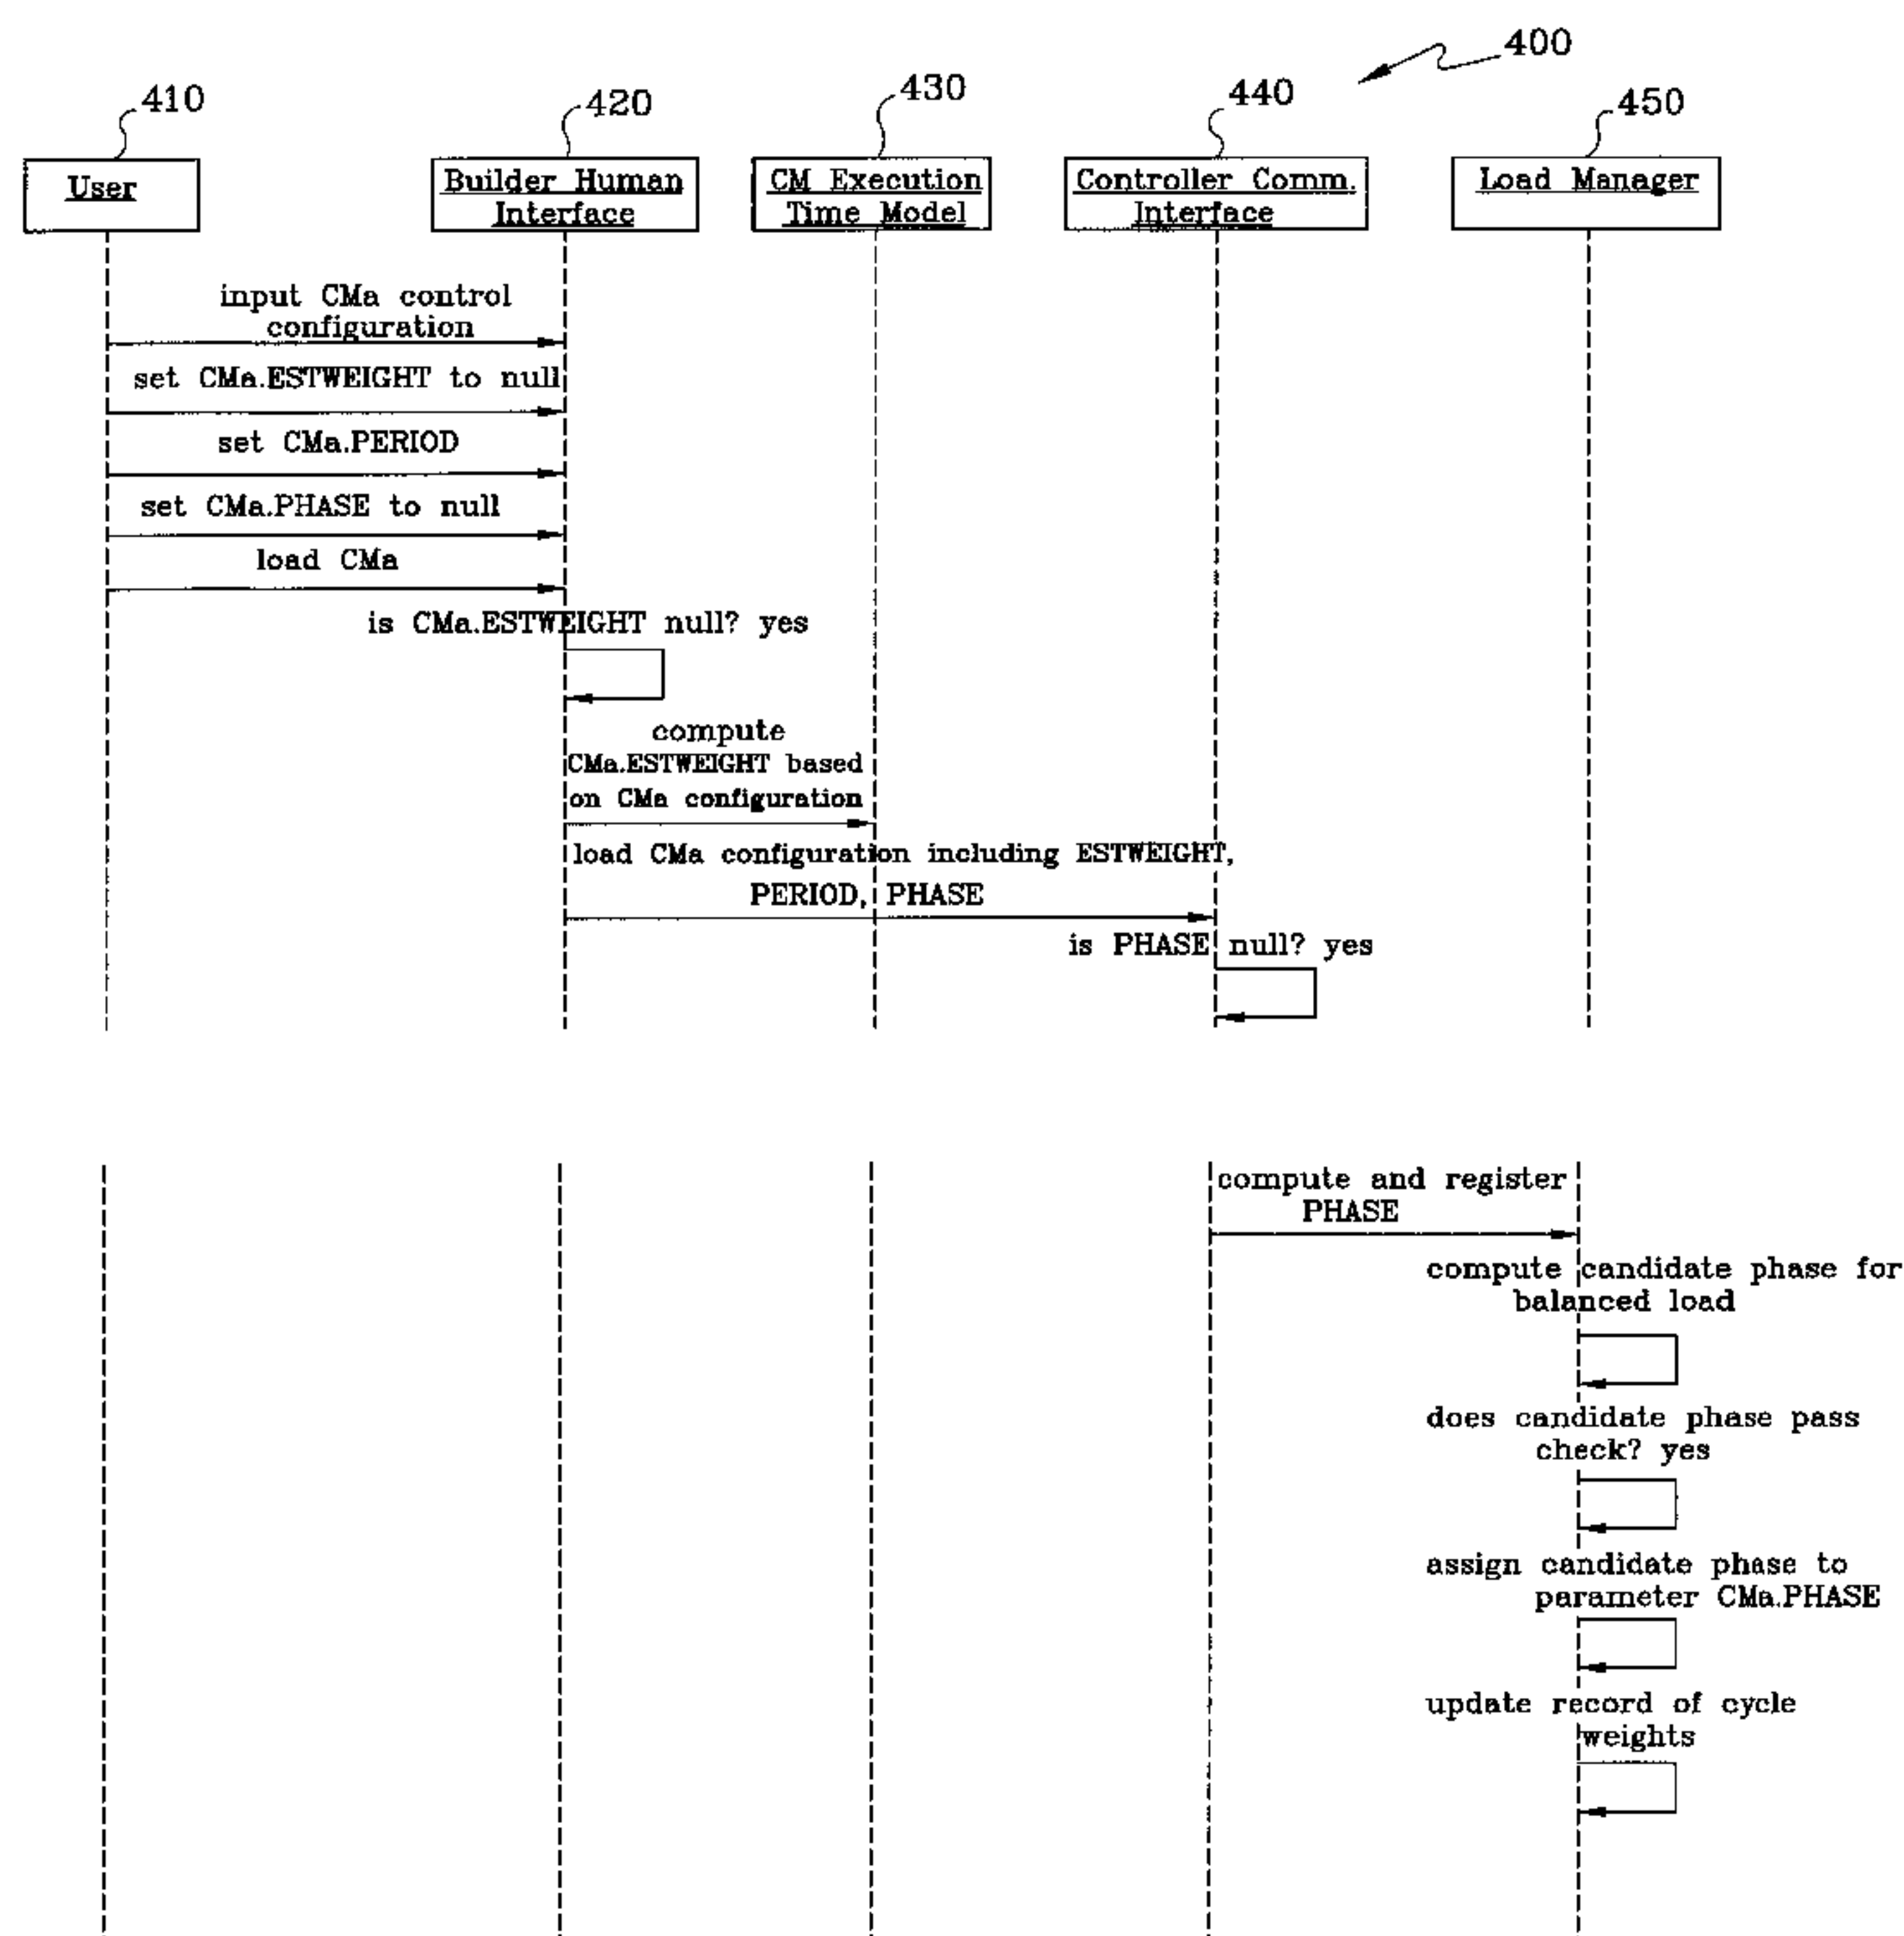 400
410
420
430
440
450
User
Builder Human
Interface
CM Execution
Time Model
Controller Comm.
Interface
Load Manager
input CMa control
configuration
set CMa.ESTWEIGHT to null
set CMa.PERIOD
set CMa.PHASE to null
load CMa
is CMa.ESTWEIGHT null? yes
compute
CMa.ESTWEIGHT based
on CMa configuration
load CMa configuration including ESTWEIGHT,
PERIOD, PHASE
is PHASE null? yes
compute and register
PHASE
compute candidate phase for
balanced load
does candidate phase pass
check? yes
assign candidate phase to
parameter CMa.PHASE
update record of cycle
weights